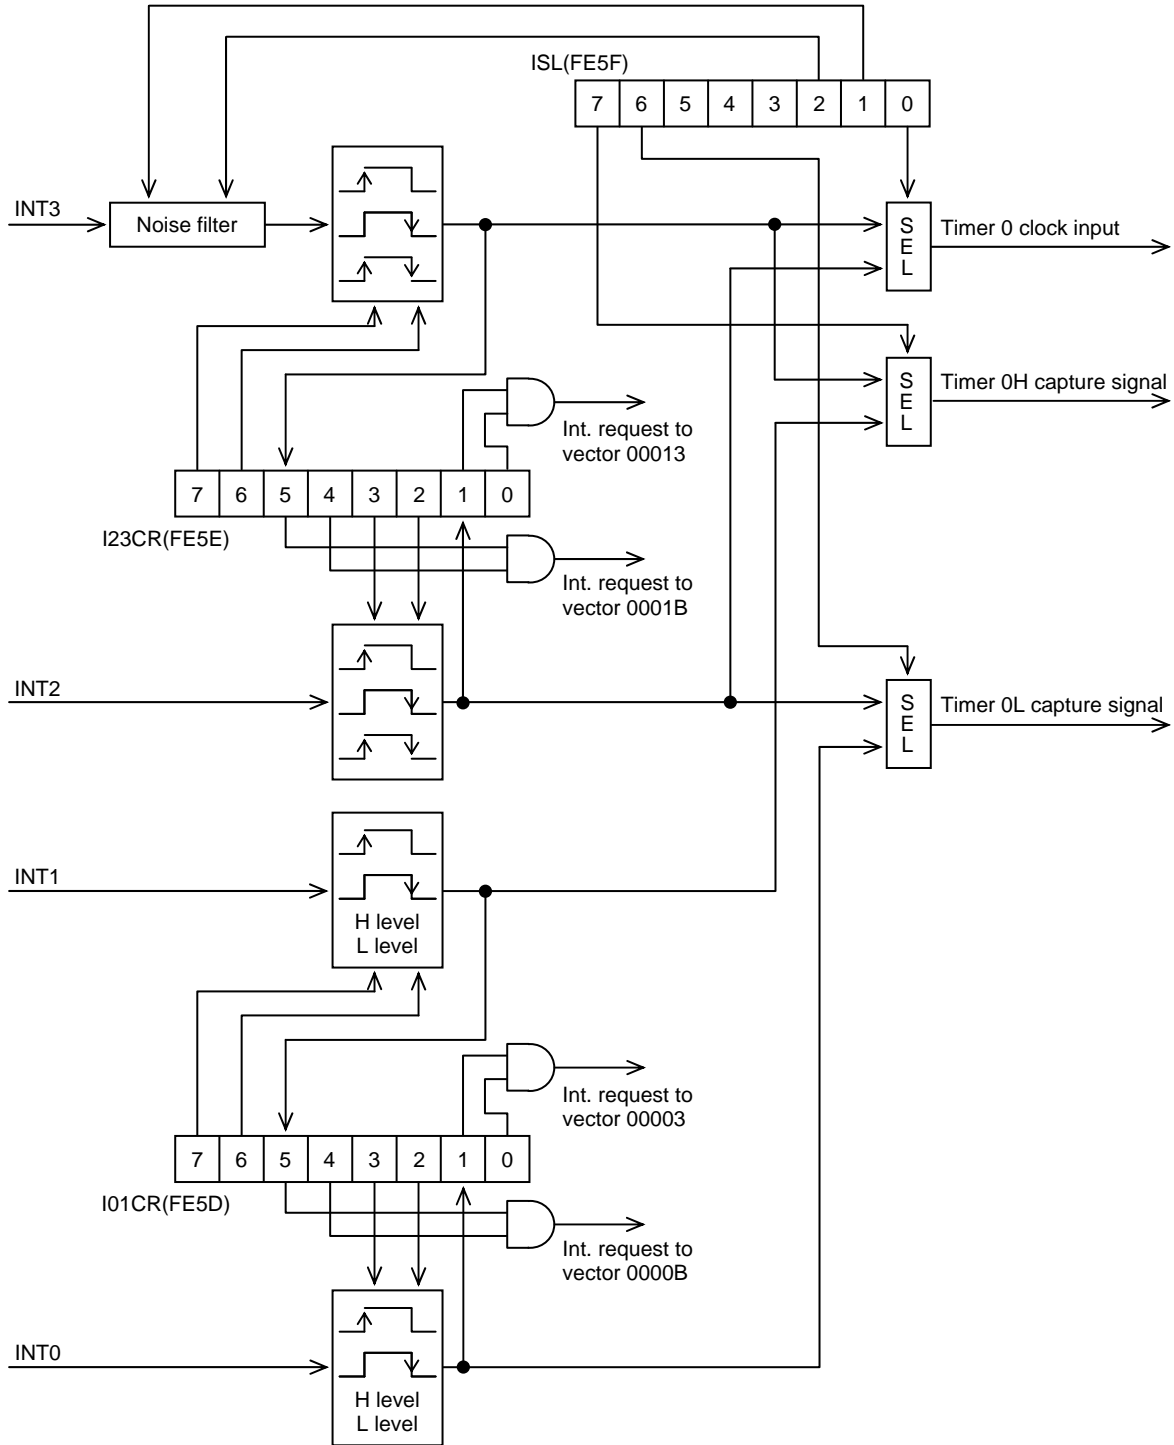 ISL(FE5F)
7 6 5 4 3 2 1 0
INT3
Noise filter
S
E
L
Timer 0 clock input
S
E
L
Timer 0H capture signal
Int. request to
vector 00013
7 6 5 4 3 2 1 0
I23CR(FE5E)
Int. request to
vector 0001B
INT2
S
E
L
Timer 0L capture signal
INT1
H level
L level
Int. request to
vector 00003
7 6 5 4 3 2 1 0
I01CR(FE5D)
Int. request to
vector 0000B
INT0
H level
L level